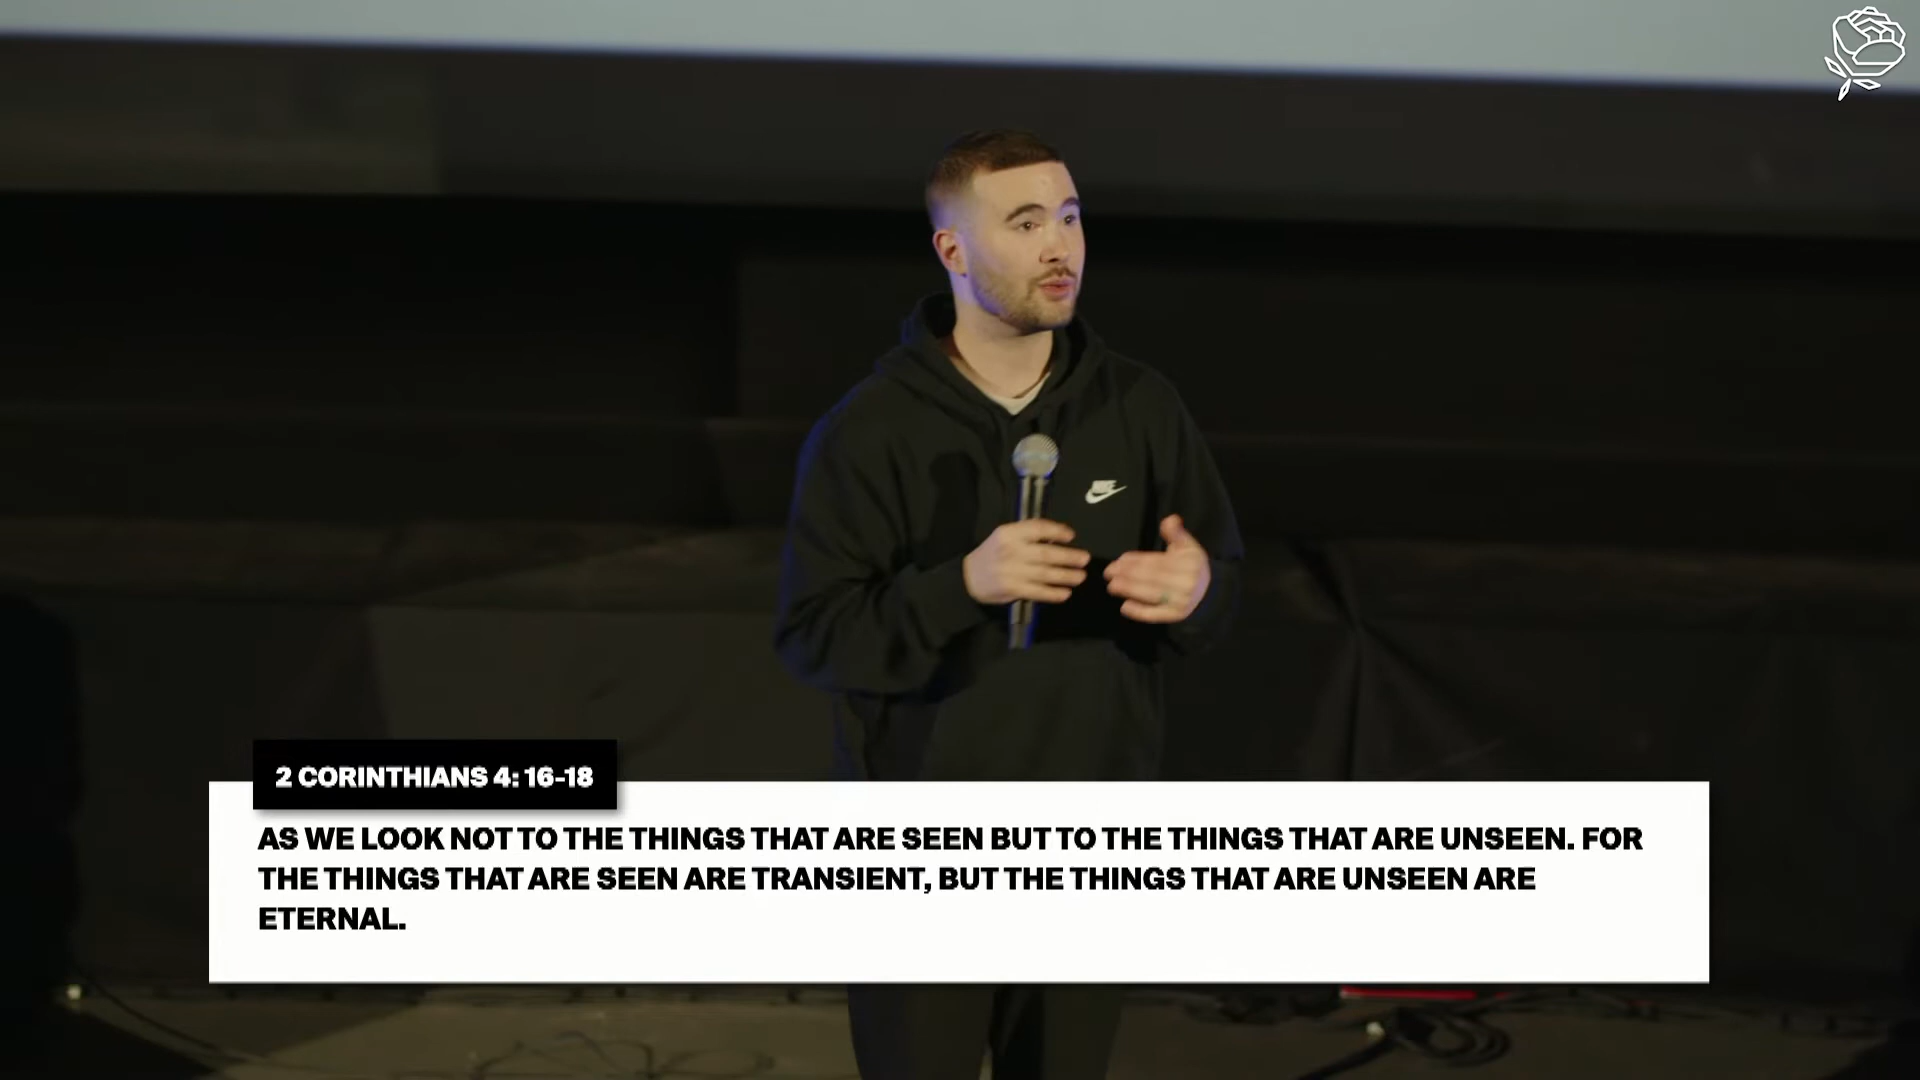 NIKE
2 CORINTHIANS 4: 16-18
AS WE LOOK NOT TO THE THINGS THAT ARE SEEN BUT TO THE THINGS THAT ARE UNSEEN. FOR
THE THINGS THAT ARE SEEN ARE TRANSIENT, BUT THE THINGS THAT ARE UNSEEN ARE
ETERNAL.